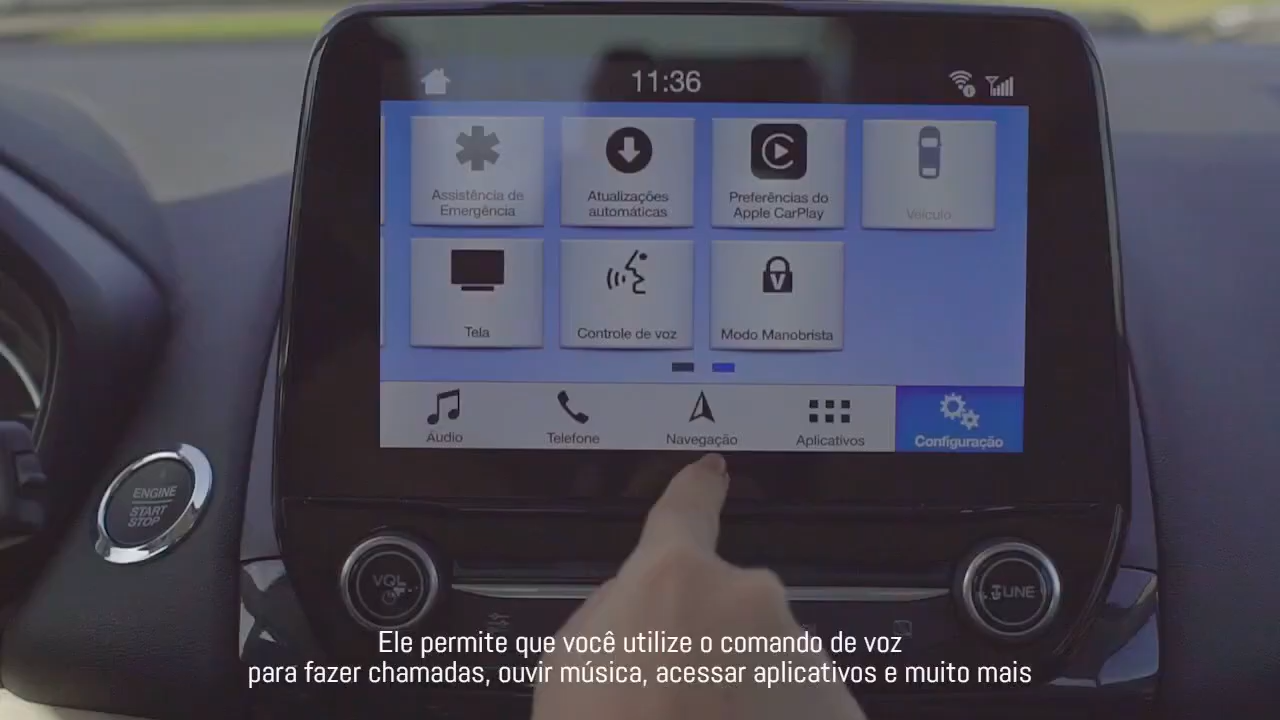 11:36
Assistência de
Emergência
Atualizações
automáticas
Preferências do
Apple CarPlay
Veículo
Tela
Controle de voz
Modo Manobrista
Áudio
Telefone
Navegação
Aplicativos
Configuração
ENGINE
START
STOP
VOL
TUNE
Ele permite que você utilize o comando de voz
para fazer chamadas, ouvir música, acessar aplicativos e muito mais